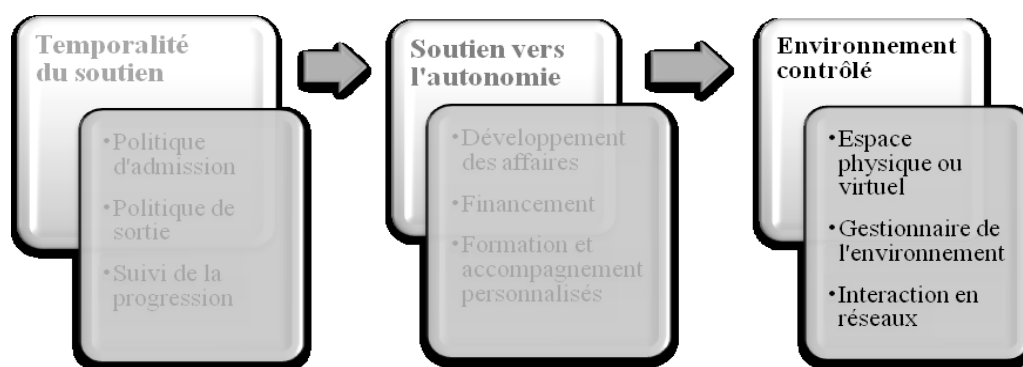 Temporalité
du soutien
•Politique
d'admission
•Politique de
sortie
•Suivi de la
progression
Soutien vers
l'autonomie
•Développement
des affaires
•Financement
•Formation et
accompagnement
personnalisés
Environnement
contrôlé
•Espace
physique ou
virtuel
•Gestionnaire de
l'environnement
•Interaction en
réseaux